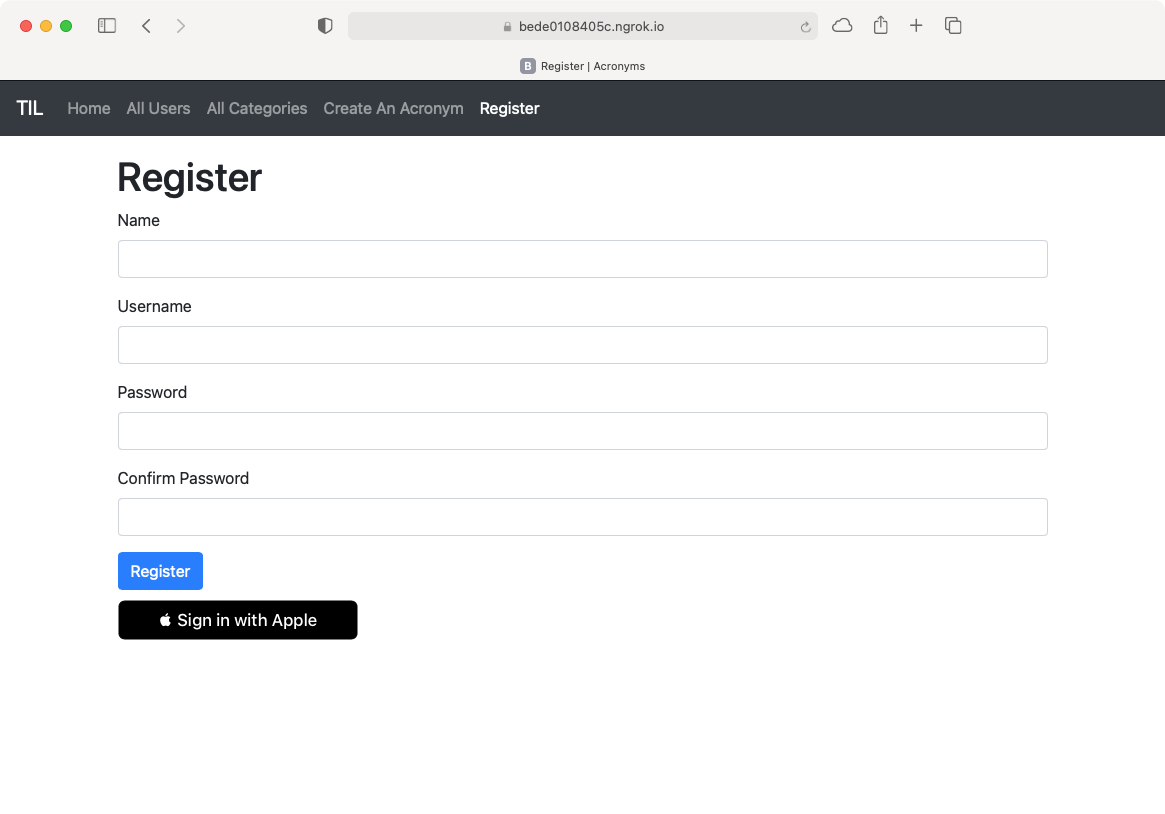 bede0108405c.ngrok.io
B Register | Acronyms
TIL Home All Users All Categories Create An Acronym Register
Register
Name
Username
Password
Confirm Password
Register
Sign in with Apple